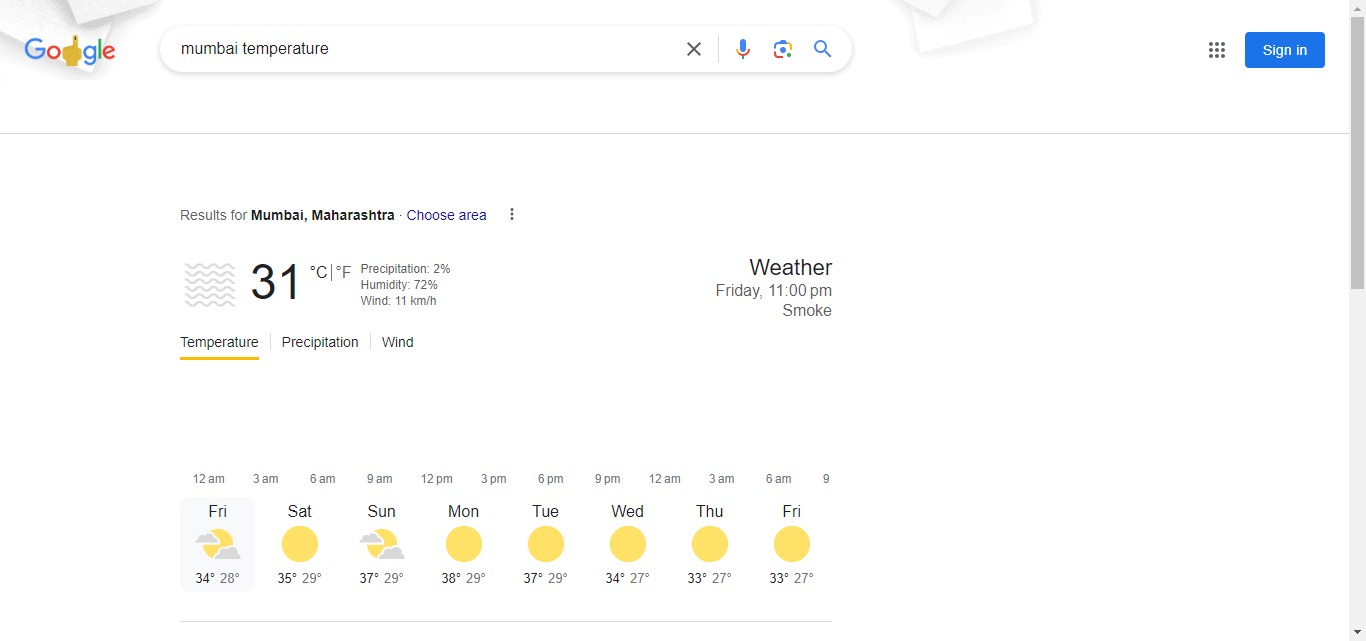 Google
mumbai temperature
Sign in
Results for Mumbai, Maharashtra · Choose area
31 °C | °F
Precipitation: 2%
Humidity: 72%
Wind: 11 km/h
Weather
Friday, 11:00 pm
Smoke
Temperature Precipitation Wind
12 am 3 am 6 am 9 am 12 pm 3 pm 6 pm 9 pm 12 am 3 am 6 am 9
Fri Sat Sun Mon Tue Wed Thu Fri
34° 28° 35° 29° 37° 29° 38° 29° 37° 29° 34° 27° 33° 27° 33° 27°